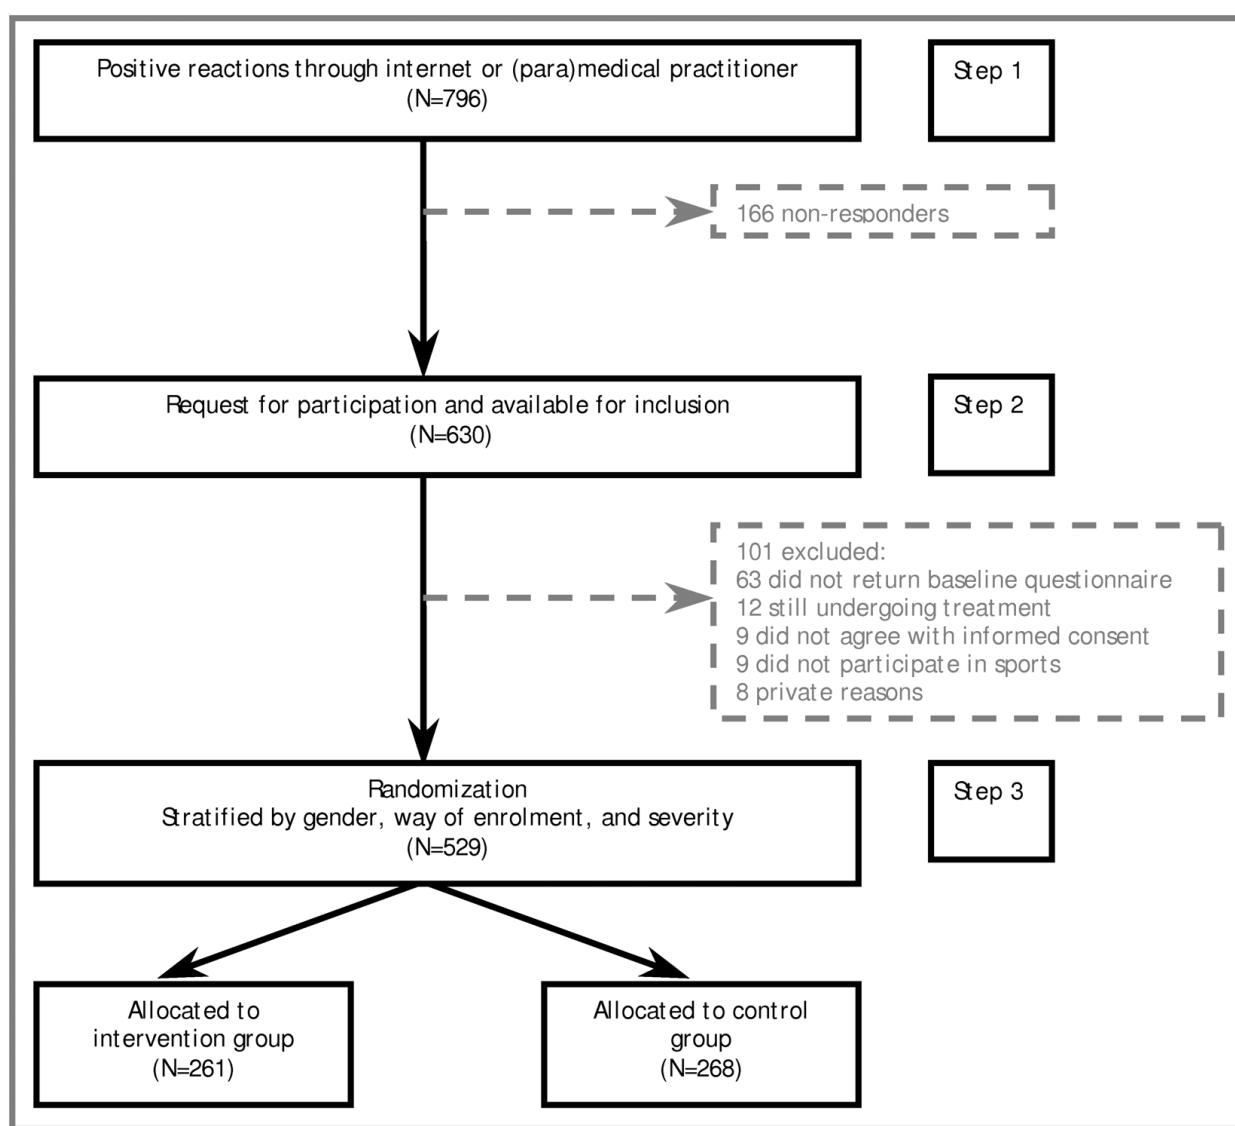 Positive reactions through internet or (para)medical practitioner
(N=796)
Step 1
166 non-responders
Request for participation and available for inclusion
(N=630)
Step 2
101 excluded:
63 did not return baseline questionnaire
12 still undergoing treatment
9 did not agree with informed consent
9 did not participate in sports
8 private reasons
Randomization
Stratified by gender, way of enrolment, and severity
(N=529)
Step 3
Allocated to
intervention group
(N=261)
Allocated to control
group
(N=268)